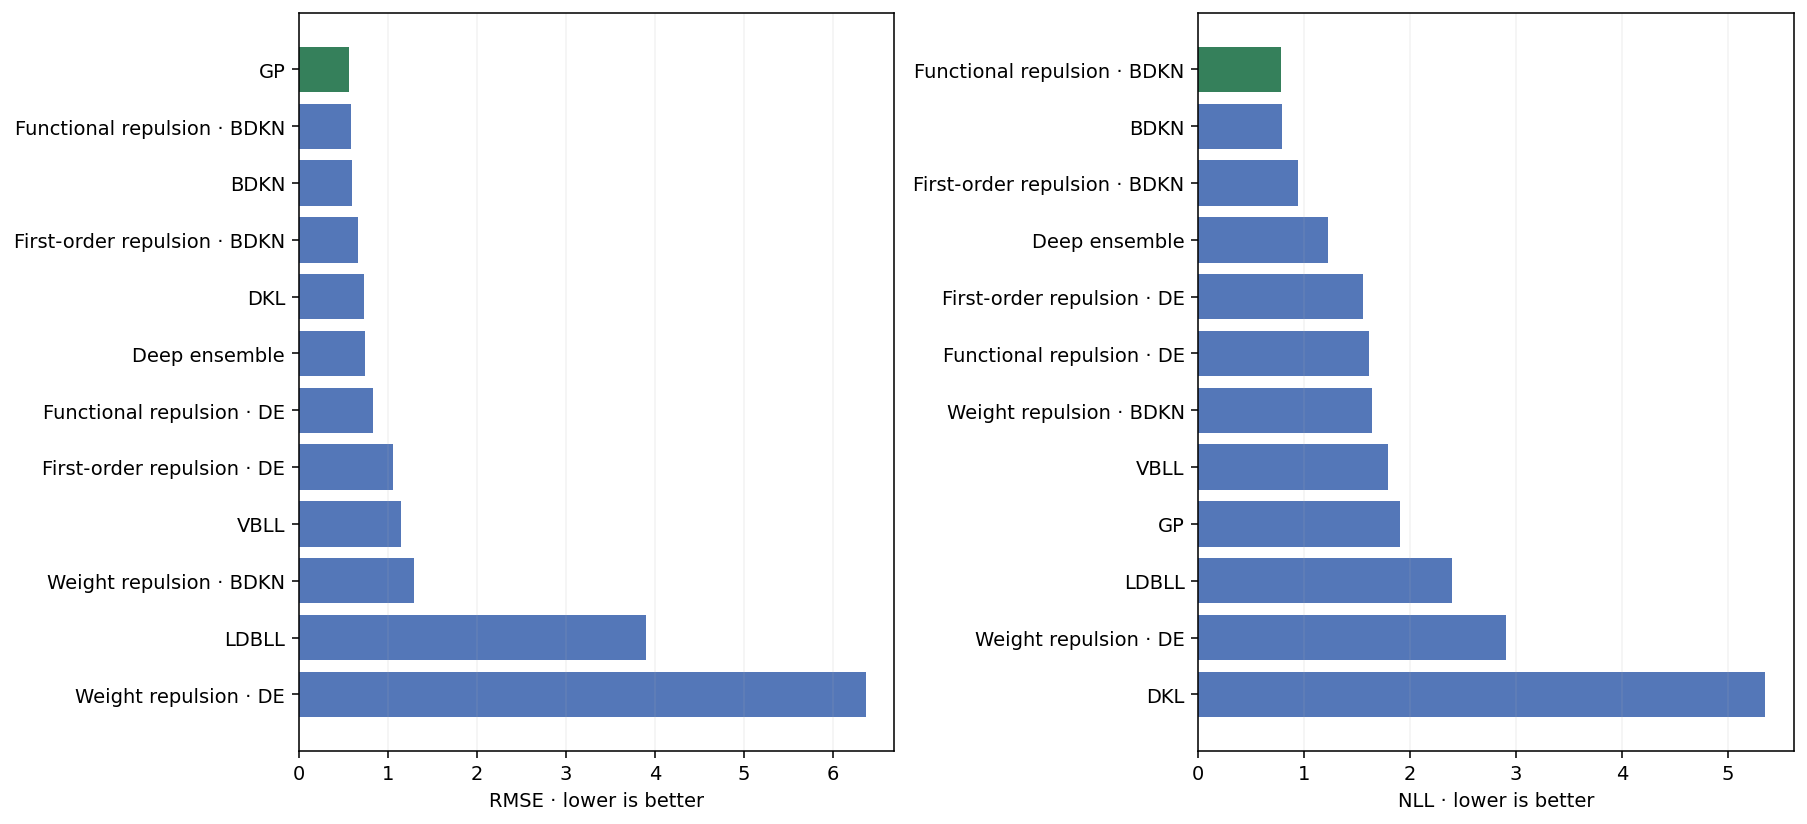 GP
Functional repulsion · BDKN
BDKN
First-order repulsion · BDKN
DKL
Deep ensemble
Functional repulsion · DE
First-order repulsion · DE
VBLL
Weight repulsion · BDKN
LDBLL
Weight repulsion · DE
0 1 2 3 4 5 6
RMSE · lower is better
Functional repulsion · BDKN
BDKN
First-order repulsion · BDKN
Deep ensemble
First-order repulsion · DE
Functional repulsion · DE
Weight repulsion · BDKN
VBLL
GP
LDBLL
Weight repulsion · DE
DKL
0 1 2 3 4 5
NLL · lower is better